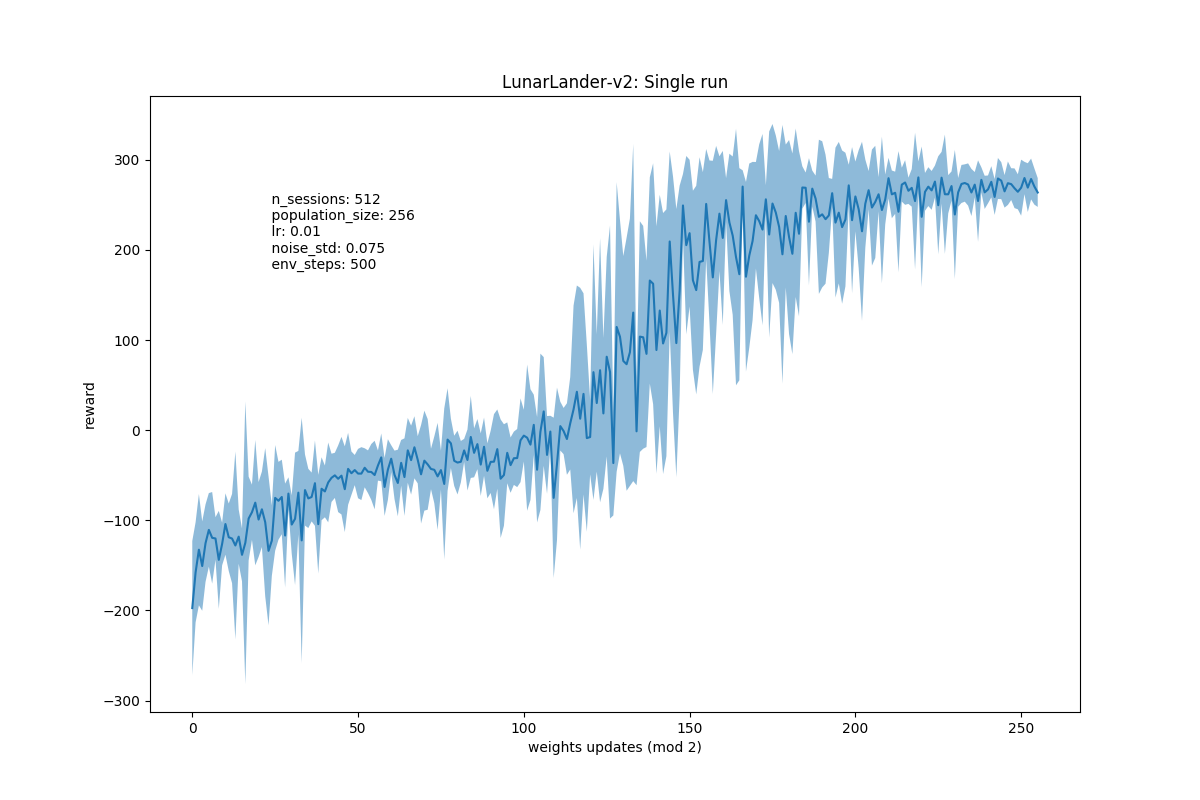 LunarLander-v2: Single run
300
200
100
0
−100
−200
−300
reward
n_sessions: 512
population_size: 256
lr: 0.01
noise_std: 0.075
env_steps: 500
0
50
100
150
200
250
weights updates (mod 2)